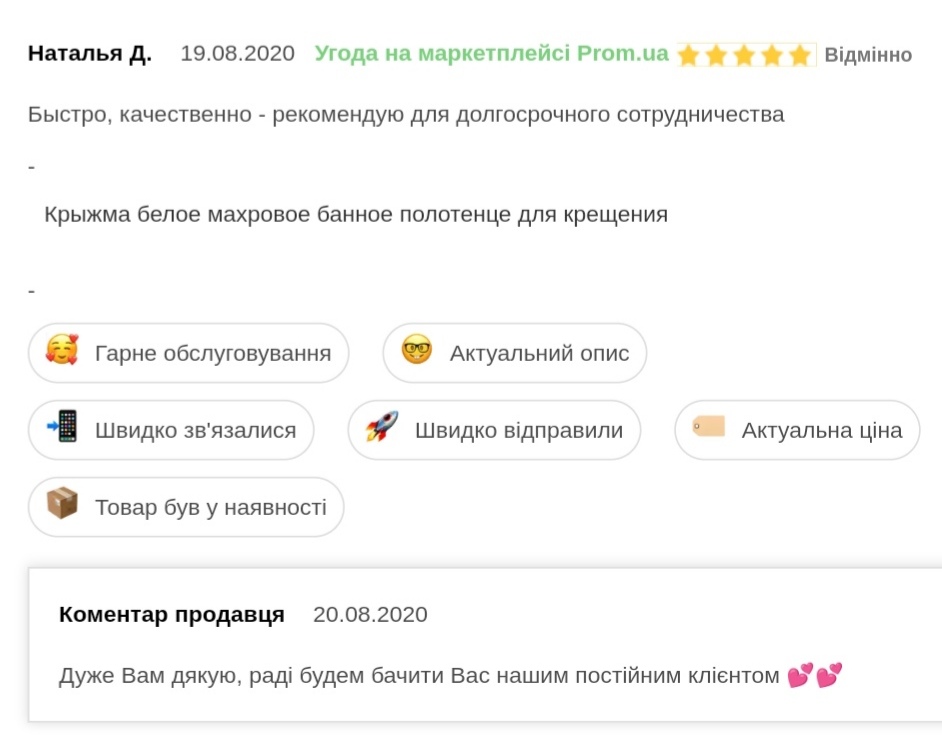 Наталья Д. 19.08.2020 Угода на маркетплейсі Prom.ua ⭐⭐⭐⭐⭐ Відмінно
Быстро, качественно - рекомендую для долгосрочного сотрудничества
-
Крыжма белое махровое банное полотенце для крещения
-
🥰 Гарне обслуговування 🤓 Актуальний опис
📲 Швидко зв'язалися 🚀 Швидко відправили 🏷️ Актуальна ціна
📦 Товар був у наявності
Коментар продавця 20.08.2020
Дуже Вам дякую, раді будем бачити Вас нашим постійним клієнтом 💕💕